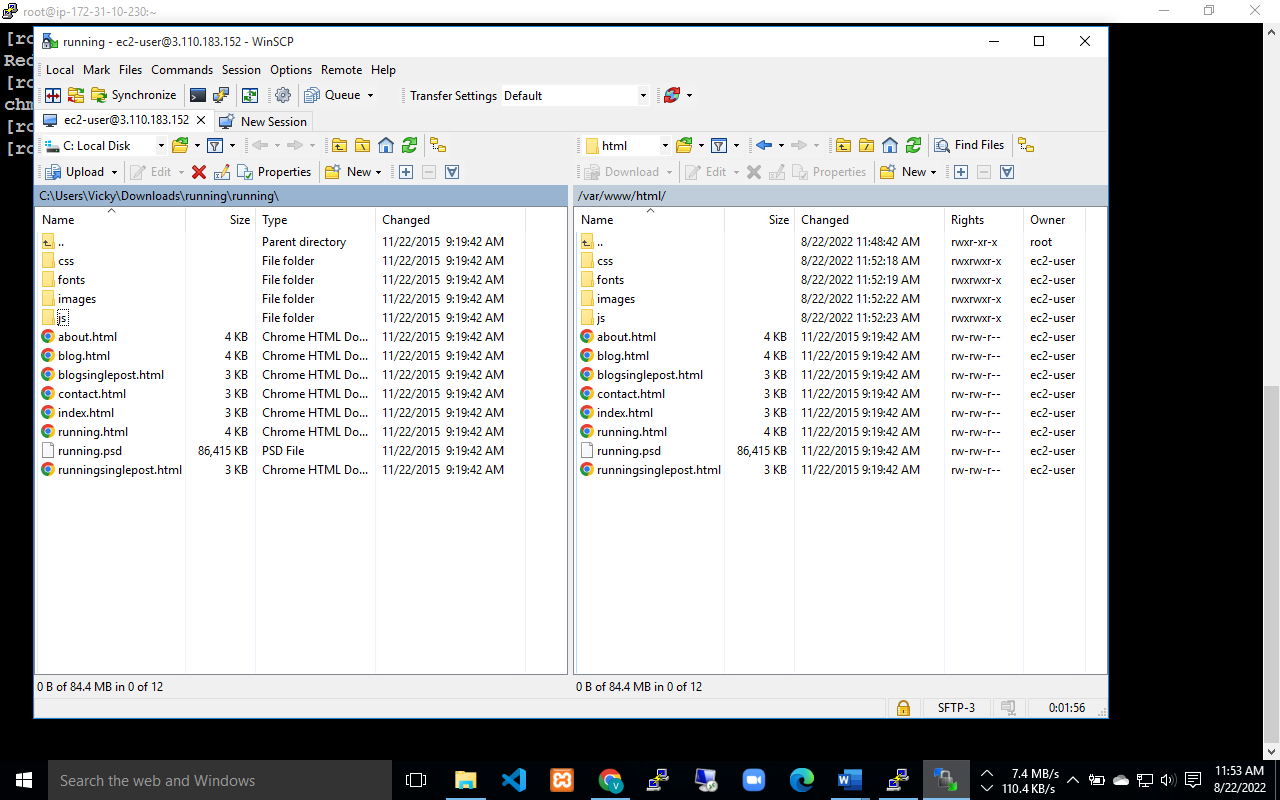 root@ip-172-31-10-230:~
[ro
Red
[ro
chm
[ro
[ro
running - ec2-user@3.110.183.152 - WinSCP
Local Mark Files Commands Session Options Remote Help
Synchronize Queue Transfer Settings Default
ec2-user@3.110.183.152 New Session
C: Local Disk
html Find Files
Upload Edit Properties New
Download Edit Properties New
C:\Users\Vicky\Downloads\running\running\
/var/www/html/
Name Size Type Changed
.. Parent directory 11/22/2015 9:19:42 AM
css File folder 11/22/2015 9:19:42 AM
fonts File folder 11/22/2015 9:19:42 AM
images File folder 11/22/2015 9:19:42 AM
js File folder 11/22/2015 9:19:42 AM
about.html 4 KB Chrome HTML Do... 11/22/2015 9:19:42 AM
blog.html 4 KB Chrome HTML Do... 11/22/2015 9:19:42 AM
blogsinglepost.html 3 KB Chrome HTML Do... 11/22/2015 9:19:42 AM
contact.html 3 KB Chrome HTML Do... 11/22/2015 9:19:42 AM
index.html 3 KB Chrome HTML Do... 11/22/2015 9:19:42 AM
running.html 4 KB Chrome HTML Do... 11/22/2015 9:19:42 AM
running.psd 86,415 KB PSD File 11/22/2015 9:19:42 AM
runningsinglepost.html 3 KB Chrome HTML Do... 11/22/2015 9:19:42 AM
0 B of 84.4 MB in 0 of 12
Name Size Changed Rights Owner
.. 8/22/2022 11:48:42 AM rwxr-xr-x root
css 8/22/2022 11:52:18 AM rwxrwxr-x ec2-user
fonts 8/22/2022 11:52:19 AM rwxrwxr-x ec2-user
images 8/22/2022 11:52:22 AM rwxrwxr-x ec2-user
js 8/22/2022 11:52:23 AM rwxrwxr-x ec2-user
about.html 4 KB 11/22/2015 9:19:42 AM rw-rw-r-- ec2-user
blog.html 4 KB 11/22/2015 9:19:42 AM rw-rw-r-- ec2-user
blogsinglepost.html 3 KB 11/22/2015 9:19:42 AM rw-rw-r-- ec2-user
contact.html 3 KB 11/22/2015 9:19:42 AM rw-rw-r-- ec2-user
index.html 3 KB 11/22/2015 9:19:42 AM rw-rw-r-- ec2-user
running.html 4 KB 11/22/2015 9:19:42 AM rw-rw-r-- ec2-user
running.psd 86,415 KB 11/22/2015 9:19:42 AM rw-rw-r-- ec2-user
runningsinglepost.html 3 KB 11/22/2015 9:19:42 AM rw-rw-r-- ec2-user
0 B of 84.4 MB in 0 of 12
SFTP-3 0:01:56
Search the web and Windows
7.4 MB/s
110.4 KB/s
11:53 AM
8/22/2022